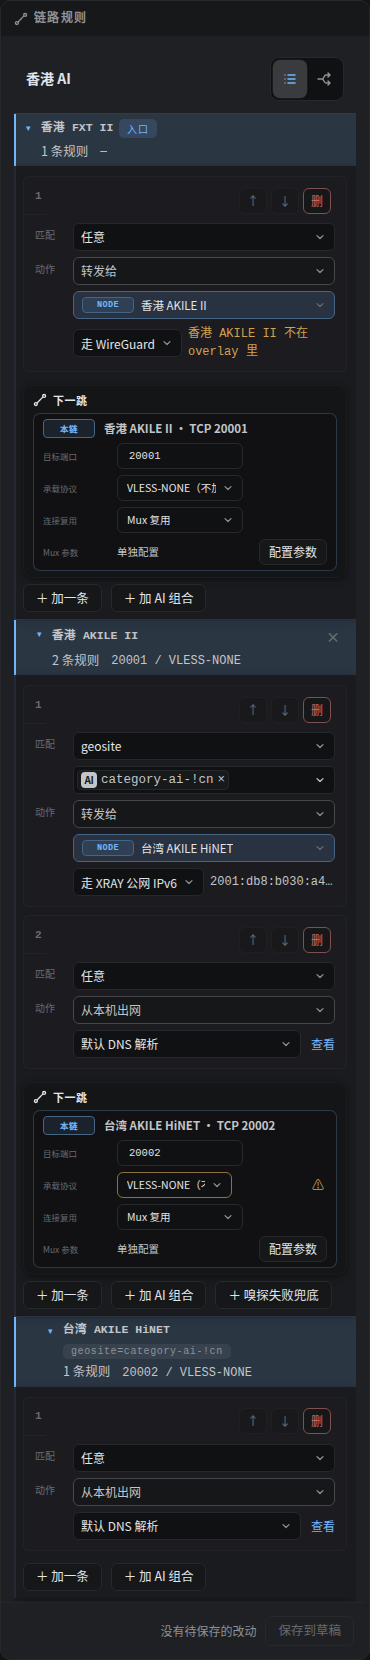 链路规则
香港 AI
香港 FXT II 入口
1 条规则 —
1 ↑ ↓ 删
匹配 任意
动作 转发给
NODE 香港 AKILE II
走 WireGuard 香港 AKILE II 不在
overlay 里
下一跳
本链 香港 AKILE II • TCP 20001
目标端口 20001
承载协议 VLESS-NONE（不加
连接复用 Mux 复用
Mux 参数 单独配置 配置参数
＋ 加一条 ＋ 加 AI 组合
香港 AKILE II ×
2 条规则 20001 / VLESS-NONE
1 ↑ ↓ 删
匹配 geosite
AI category-ai-!cn ×
动作 转发给
NODE 台湾 AKILE HiNET
走 XRAY 公网 IPv6 2001:db8:b030:a4…
2 ↑ ↓ 删
匹配 任意
动作 从本机出网
默认 DNS 解析 查看
下一跳
本链 台湾 AKILE HiNET • TCP 20002
目标端口 20002
承载协议 VLESS-NONE（
连接复用 Mux 复用
Mux 参数 单独配置 配置参数
＋ 加一条 ＋ 加 AI 组合 ＋ 嗅探失败兜底
台湾 AKILE HiNET
geosite=category-ai-!cn
1 条规则 20002 / VLESS-NONE
1 ↑ ↓ 删
匹配 任意
动作 从本机出网
默认 DNS 解析 查看
＋ 加一条 ＋ 加 AI 组合
没有待保存的改动 保存到草稿